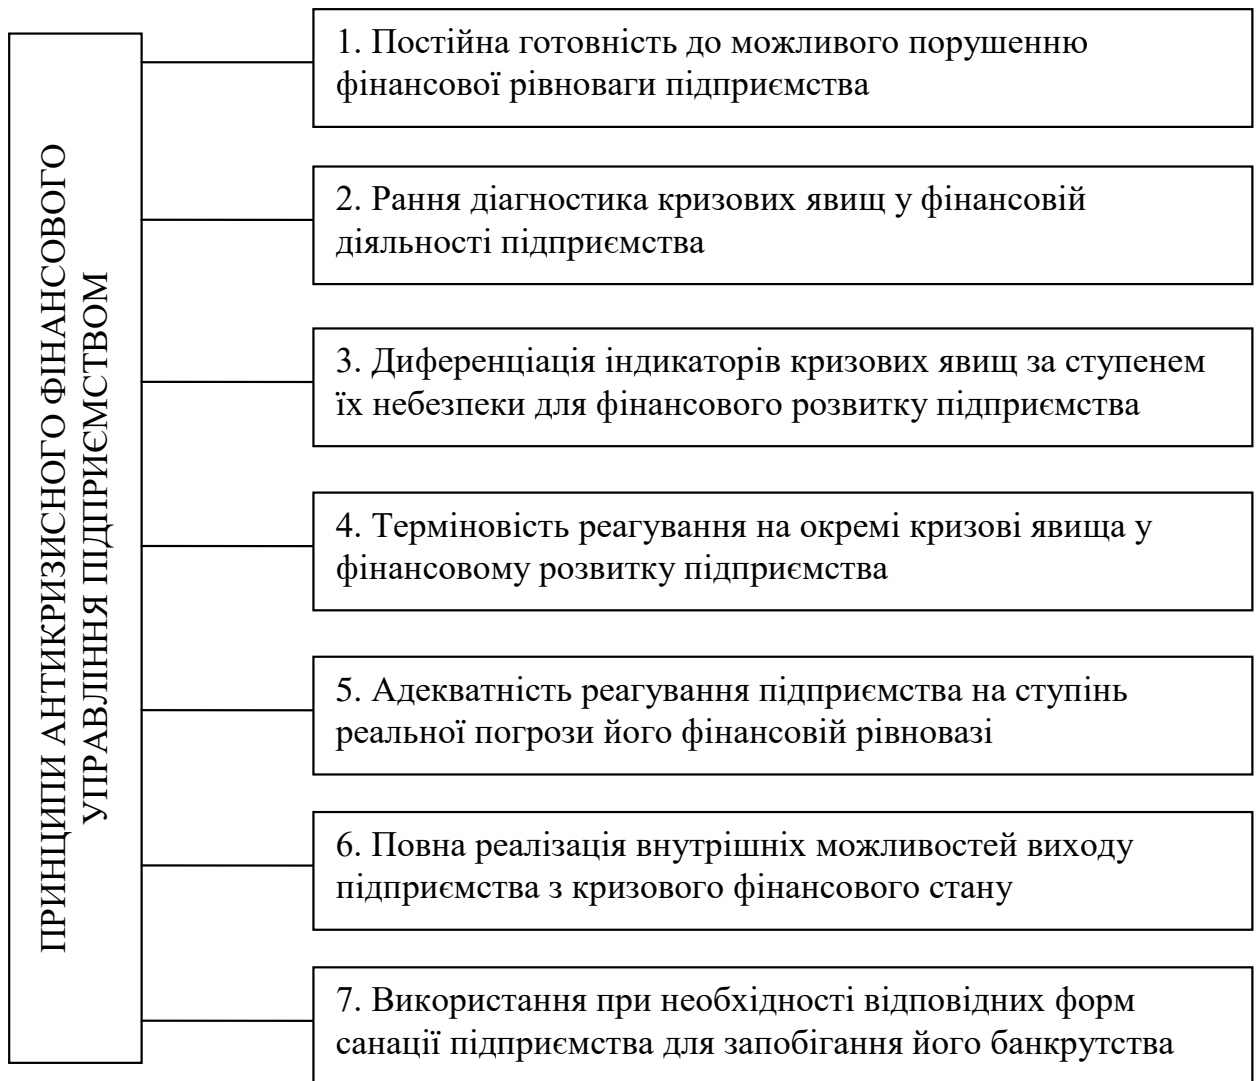 ПРИНЦИПИ АНТИКРИЗИСНОГО ФІНАНСОВОГО
УПРАВЛІННЯ ПІДПРИЄМСТВОМ
1. Постійна готовність до можливого порушенню
фінансової рівноваги підприємства
2. Рання діагностика кризових явищ у фінансовій
діяльності підприємства
3. Диференціація індикаторів кризових явищ за ступенем
їх небезпеки для фінансового розвитку підприємства
4. Терміновість реагування на окремі кризові явища у
фінансовому розвитку підприємства
5. Адекватність реагування підприємства на ступінь
реальної погрози його фінансовій рівновазі
6. Повна реалізація внутрішніх можливостей виходу
підприємства з кризового фінансового стану
7. Використання при необхідності відповідних форм
санації підприємства для запобігання його банкрутства